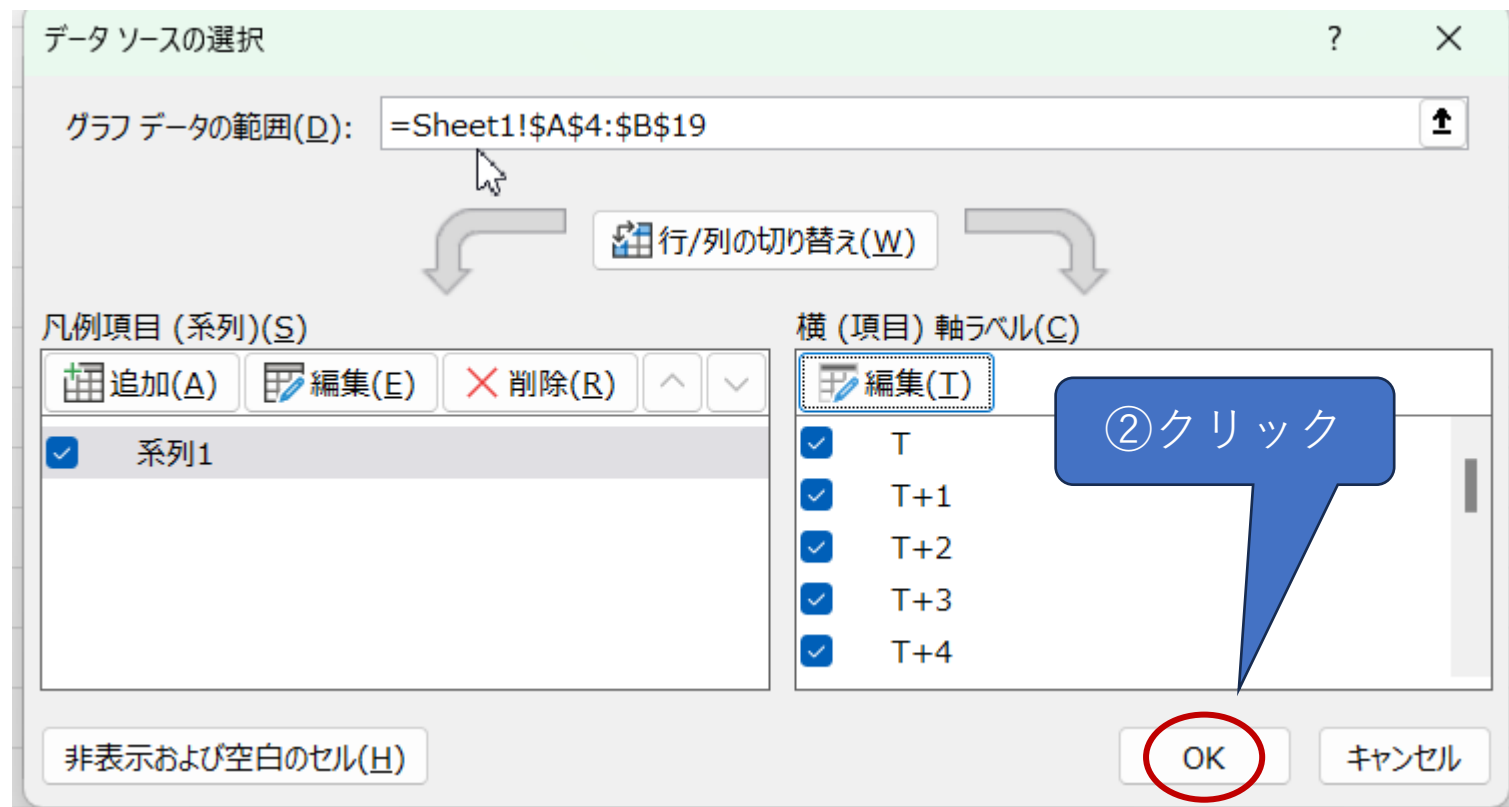 データ ソースの選択
?
グラフ データの範囲(D):
=Sheet1!$A$4:$B$19
行/列の切り替え(W)
凡例項目 (系列)(S)
追加(A)
編集(E)
削除(R)
系列1
横 (項目) 軸ラベル(C)
編集(T)
T
T+1
T+2
T+3
T+4
②クリック
非表示および空白のセル(H)
OK
キャンセル